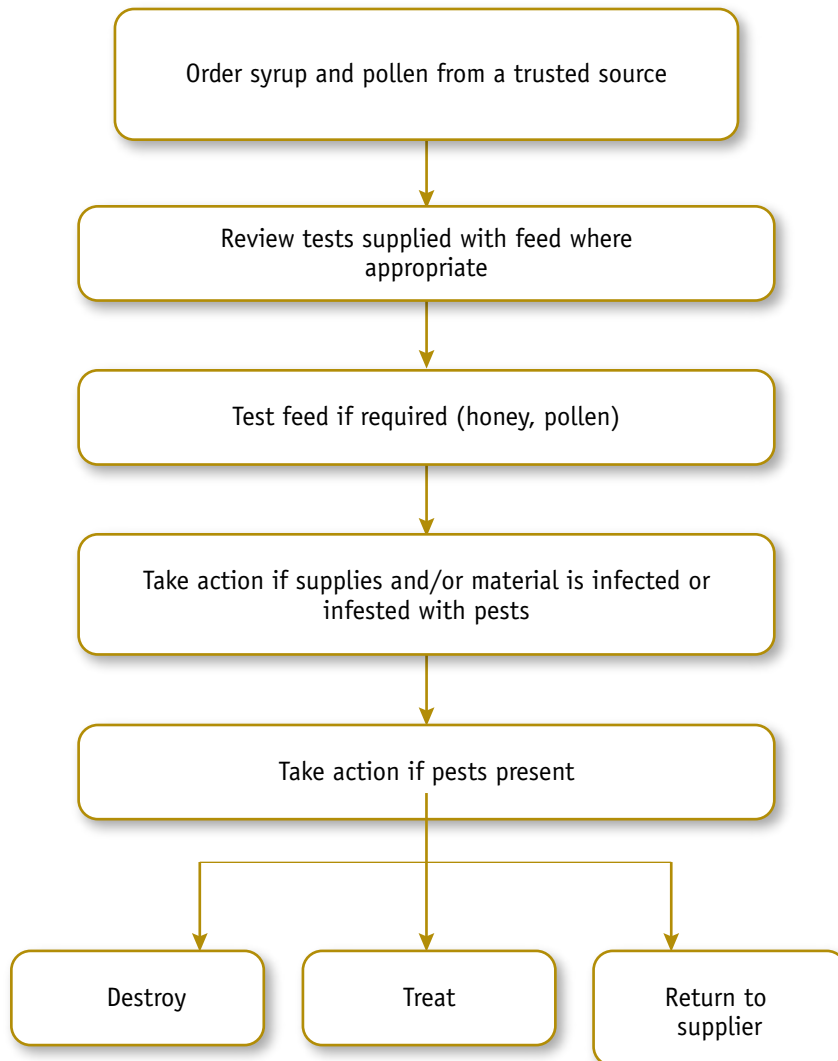 Order syrup and pollen from a trusted source
Review tests supplied with feed where
appropriate
Test feed if required (honey, pollen)
Take action if supplies and/or material is infected or
infested with pests
Take action if pests present
Destroy
Treat
Return to
supplier